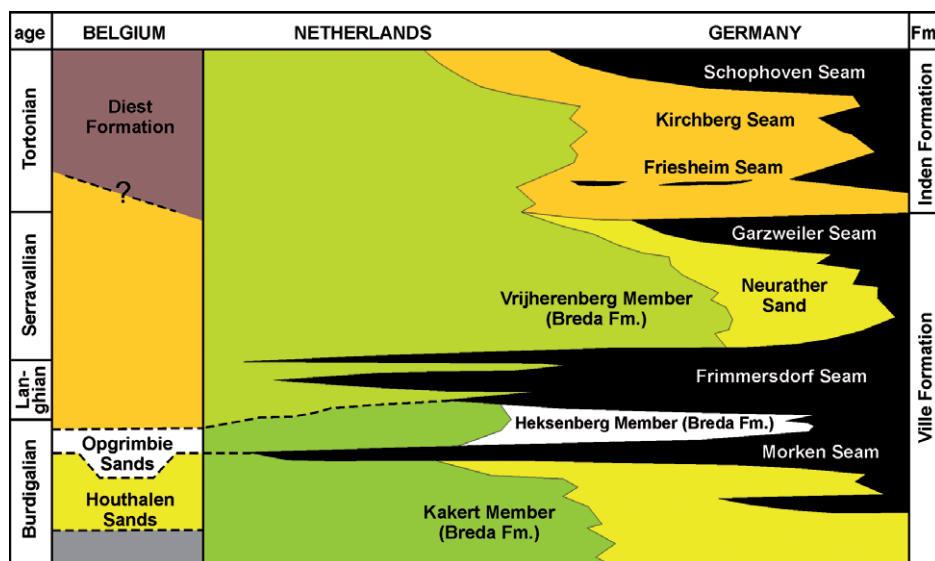 age
BELGIUM
NETHERLANDS
GERMANY
Fm
Tortonian
Diest
Formation
?
Schophoven Seam
Kirchberg Seam
Friesheim Seam
Inden Formation
Serravallian
Garzweiler Seam
Neurather
Sand
Vrijherenberg Member
(Breda Fm.)
Lan-
ghian
Frimmersdorf Seam
Ville Formation
Burdigalian
Opgrimbie
Sands
Heksenberg Member (Breda Fm.)
Morken Seam
Houthalen
Sands
Kakert Member
(Breda Fm.)